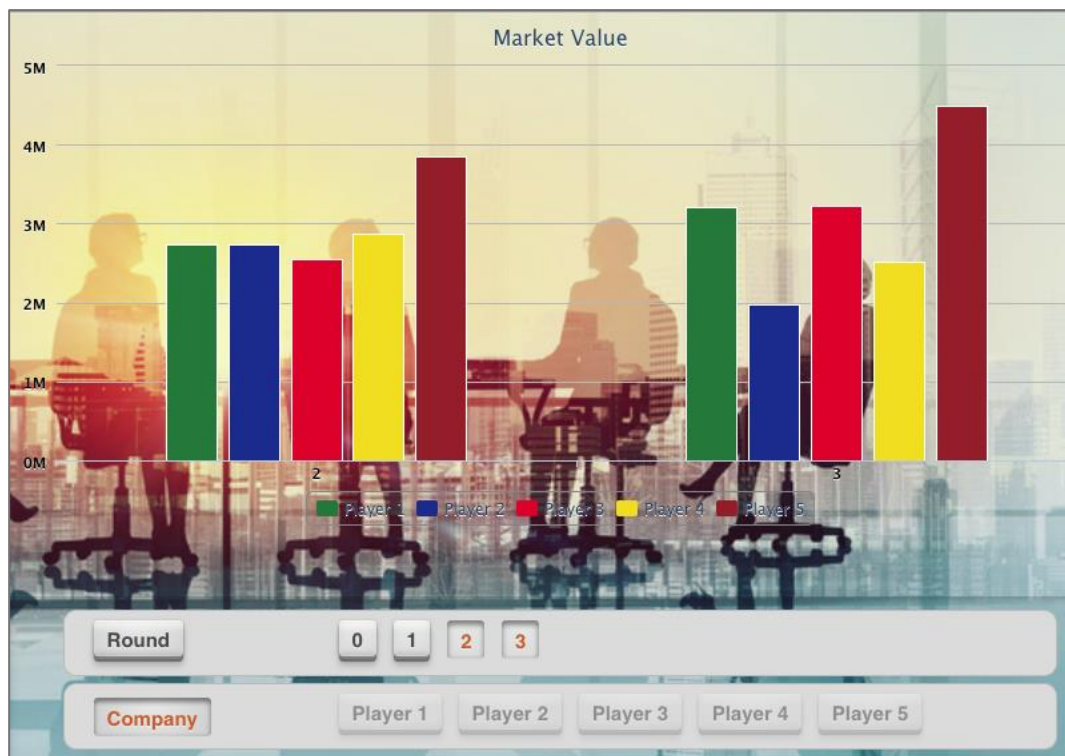 Market Value
5M
4M
3M
2M
1M
0M
2 3
Player 1 Player 2 Player 3 Player 4 Player 5
Round 0 1 2 3
Company Player 1 Player 2 Player 3 Player 4 Player 5